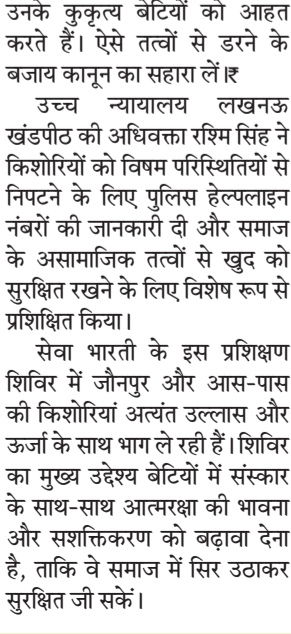 उनके कुकृत्य बेटियों को आहत
करते हैं। ऐसे तत्वों से डरने के
बजाय कानून का सहारा लें।₹
उच्च न्यायालय लखनऊ
खंडपीठ की अधिवक्ता रश्मि सिंह ने
किशोरियों को विषम परिस्थितियों से
निपटने के लिए पुलिस हेल्पलाइन
नंबरों की जानकारी दी और समाज
के असामाजिक तत्वों से खुद को
सुरक्षित रखने के लिए विशेष रूप से
प्रशिक्षित किया।
सेवा भारती के इस प्रशिक्षण
शिविर में जौनपुर और आस-पास
की किशोरियां अत्यंत उल्लास और
ऊर्जा के साथ भाग ले रही हैं। शिविर
का मुख्य उद्देश्य बेटियों में संस्कार
के साथ-साथ आत्मरक्षा की भावना
और सशक्तिकरण को बढ़ावा देना
है, ताकि वे समाज में सिर उठाकर
सुरक्षित जी सकें।